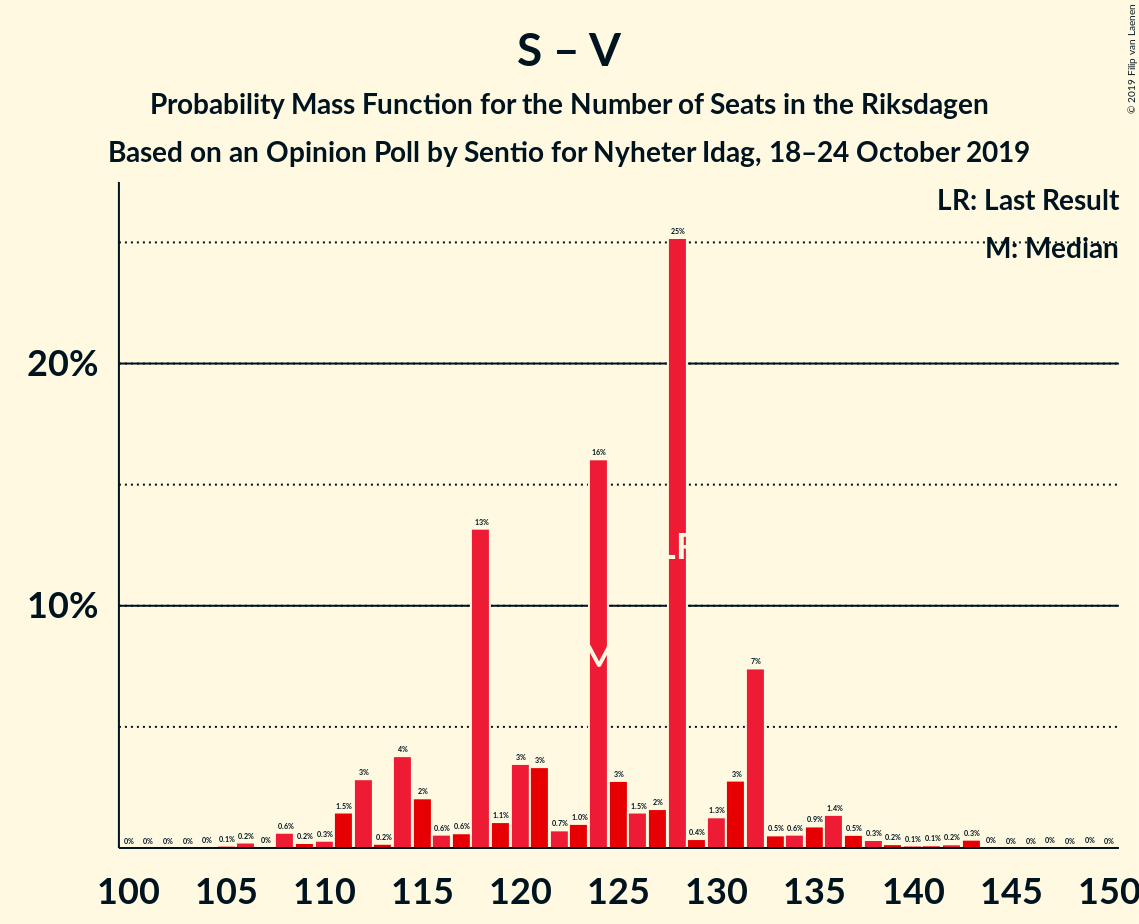 S – V
Probability Mass Function for the Number of Seats in the Riksdagen
Based on an Opinion Poll by Sentio for Nyheter Idag, 18–24 October 2019
© 2019 Filip van Laenen
LR: Last Result
M: Median
20%
10%
0% 0% 0% 0% 0% 0.1% 0.2% 0% 0.6% 0.2% 0.3% 1.5% 3% 0.2% 4% 2% 0.6% 0.6% 13% 1.1% 3% 3% 0.7% 1.0% 16% 3% 1.5% 2% 25% 0.4% 1.3% 3% 7% 0.5% 0.6% 0.9% 1.4% 0.5% 0.3% 0.2% 0.1% 0.1% 0.2% 0.3% 0% 0% 0% 0% 0% 0% 0%
LR
100 105 110 115 120 125 130 135 140 145 150